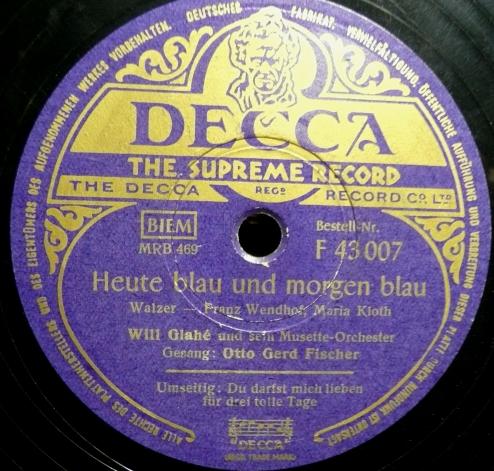 DEUTSCHES FABRIKAT. VERVIELFÄLTIGUNG, ÖFFENTLICHE AUFFÜHRUNG UND VERBREITUNG DIESER PLATTE DURCH RUNDFUNK IST UNTERSAGT.
ALLE RECHTE DES PLATTENHERSTELLERS UND DES EIGENTÜMERS DES AUFGENOMMENEN WERKES VORBEHALTEN.
DECCA
THE SUPREME RECORD
THE DECCA REGD RECORD CO. LTD
BIEM
MRB 469
Bestell-Nr.
F 43 007
Heute blau und morgen blau
Walzer — Franz Wendhof, Maria Kloth
Will Glahé und sein Musette-Orchester
Gesang: Otto Gerd Fischer
Umseitig: Du darfst mich lieben
für drei tolle Tage
DECCA
(REGD. TRADE MARK)